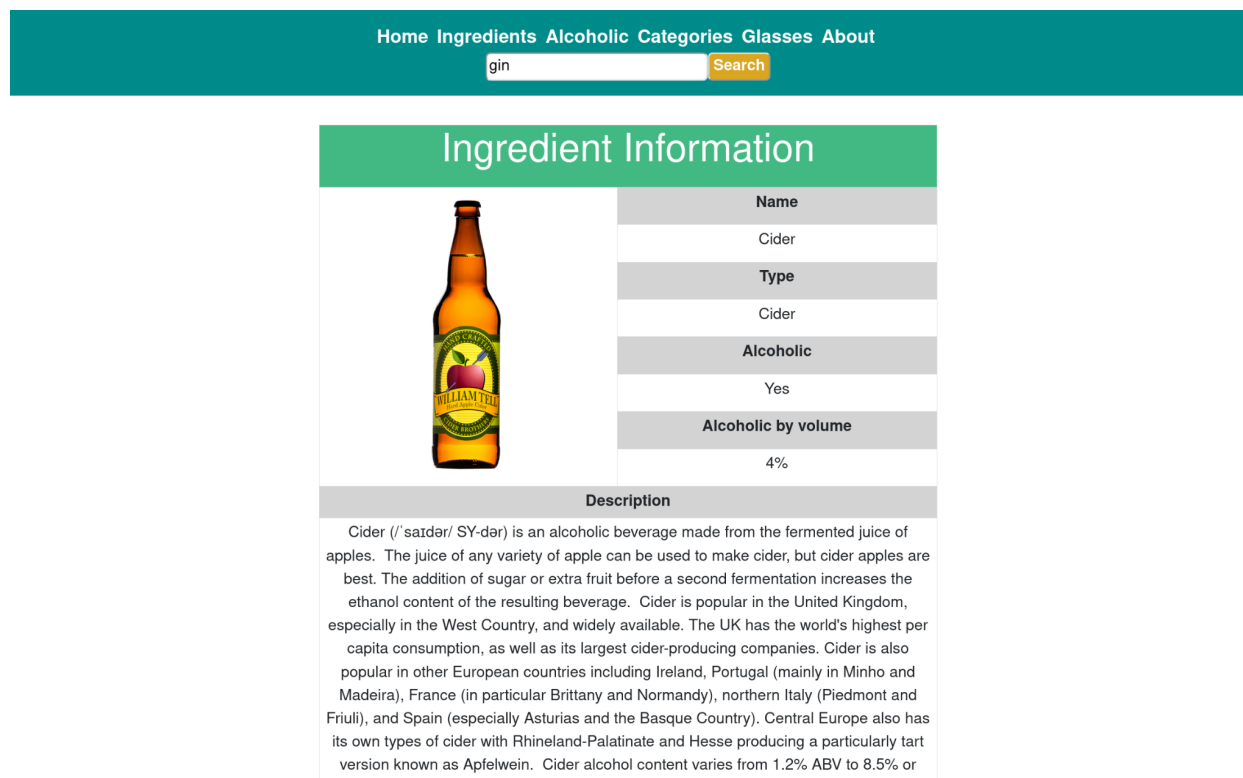 Home Ingredients Alcoholic Categories Glasses About
gin
Search
Ingredient Information
HAND CRAFTED
WILLIAM TELL
Hard Apple Cider
CIDER BROTHERS
Name
Cider
Type
Cider
Alcoholic
Yes
Alcoholic by volume
4%
Description
Cider (/ˈsaɪdər/ SY-dər) is an alcoholic beverage made from the fermented juice of
apples.  The juice of any variety of apple can be used to make cider, but cider apples are
best. The addition of sugar or extra fruit before a second fermentation increases the
ethanol content of the resulting beverage.  Cider is popular in the United Kingdom,
especially in the West Country, and widely available. The UK has the world's highest per
capita consumption, as well as its largest cider-producing companies. Cider is also
popular in other European countries including Ireland, Portugal (mainly in Minho and
Madeira), France (in particular Brittany and Normandy), northern Italy (Piedmont and
Friuli), and Spain (especially Asturias and the Basque Country). Central Europe also has
its own types of cider with Rhineland-Palatinate and Hesse producing a particularly tart
version known as Apfelwein.  Cider alcohol content varies from 1.2% ABV to 8.5% or